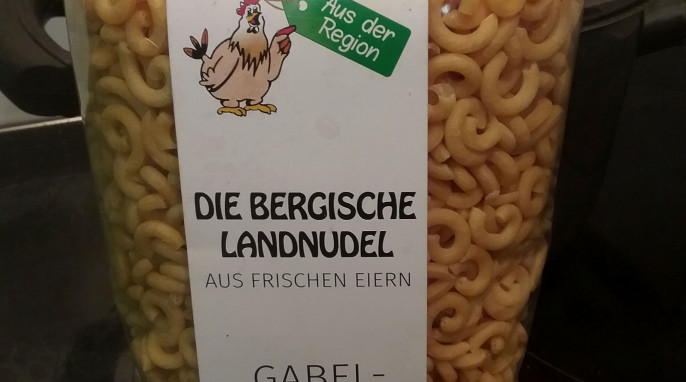 Aus der
Region
DIE BERGISCHE
LANDNUDEL
AUS FRISCHEN EIERN
GABEL-